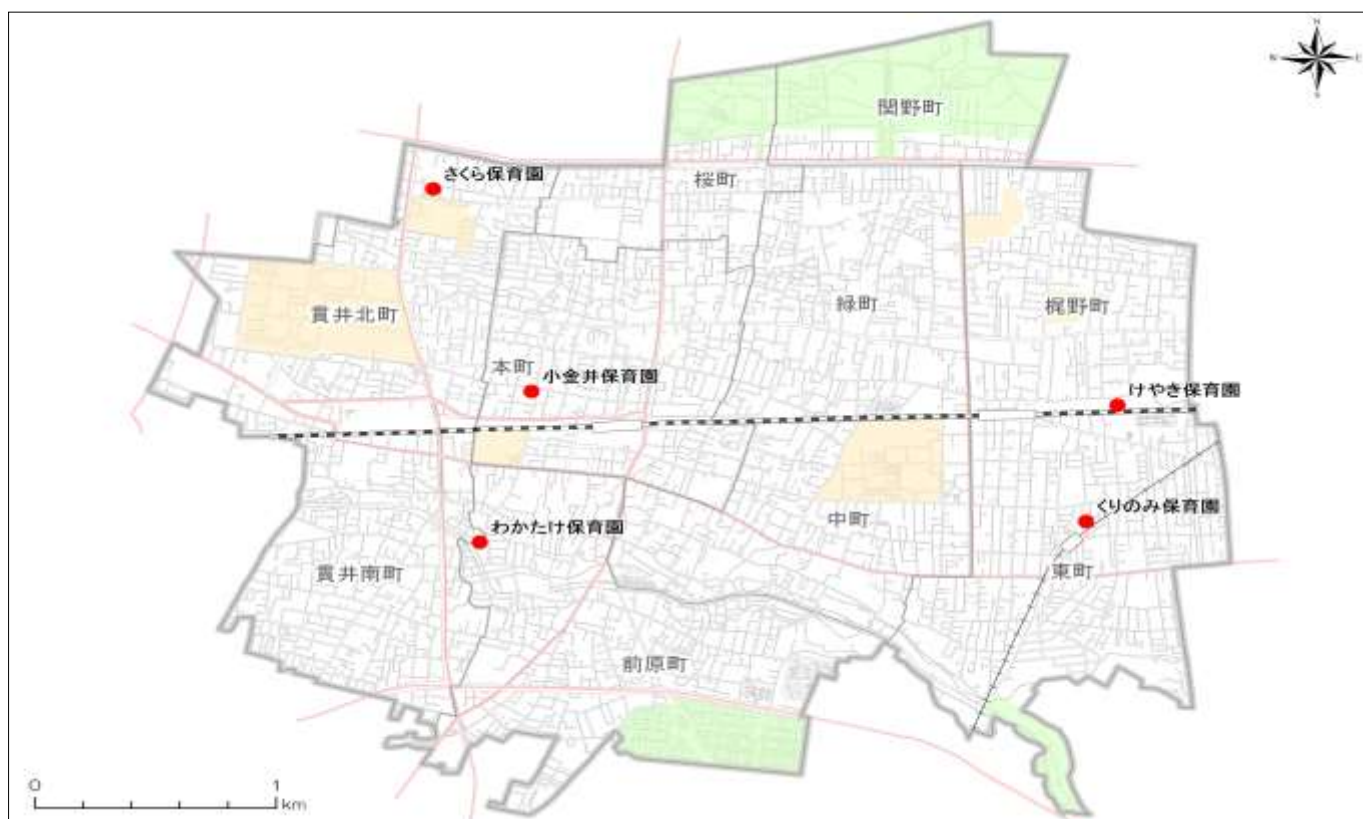 N
W
E
S
関野町
さくら保育園
桜町
貫井北町
緑町
梶野町
本町
小金井保育園
けやき保育園
くりのみ保育園
わかたけ保育園
中町
貫井南町
東町
前原町
0
1
km